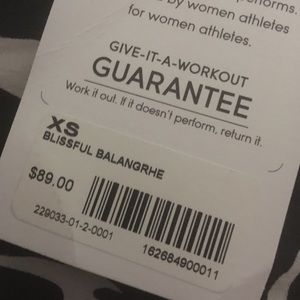 performs.
by women athletes
for women athletes.
GIVE-IT-A-WORKOUT
GUARANTEE
Work it out. If it doesn't perform, return it.
XS
BLISSFUL BALANGRHE
$89.00
229033-01-2-0001
162684900011